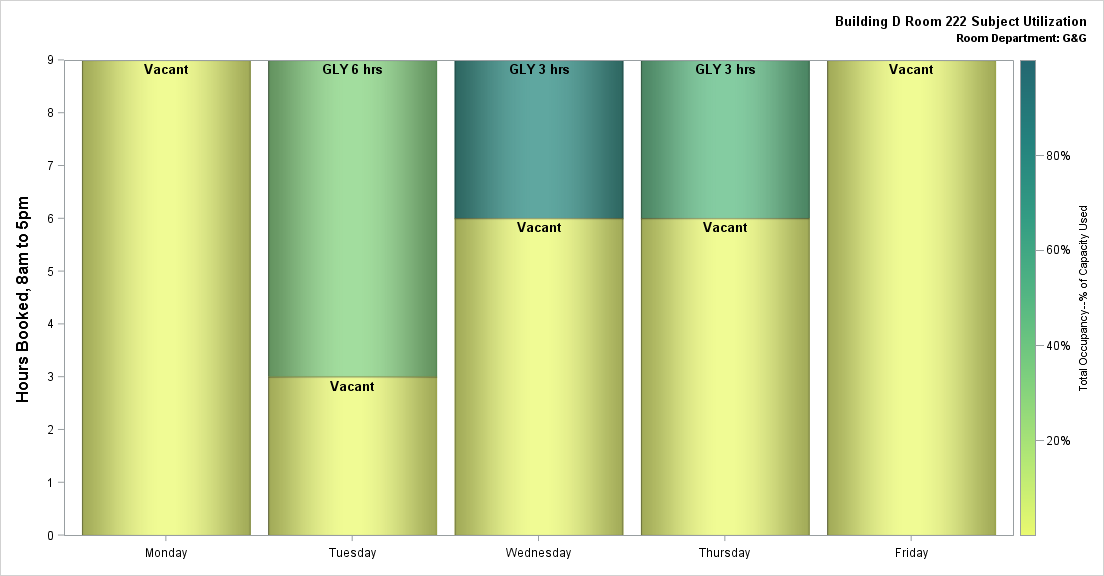 Building D Room 222 Subject Utilization
Room Department: G&G
Hours Booked, 8am to 5pm
9
8
7
6
5
4
3
2
1
0
Vacant
GLY 6 hrs
GLY 3 hrs
GLY 3 hrs
Vacant
Vacant
Vacant
Vacant
Monday
Tuesday
Wednesday
Thursday
Friday
80%
60%
40%
20%
Total Occupancy--% of Capacity Used